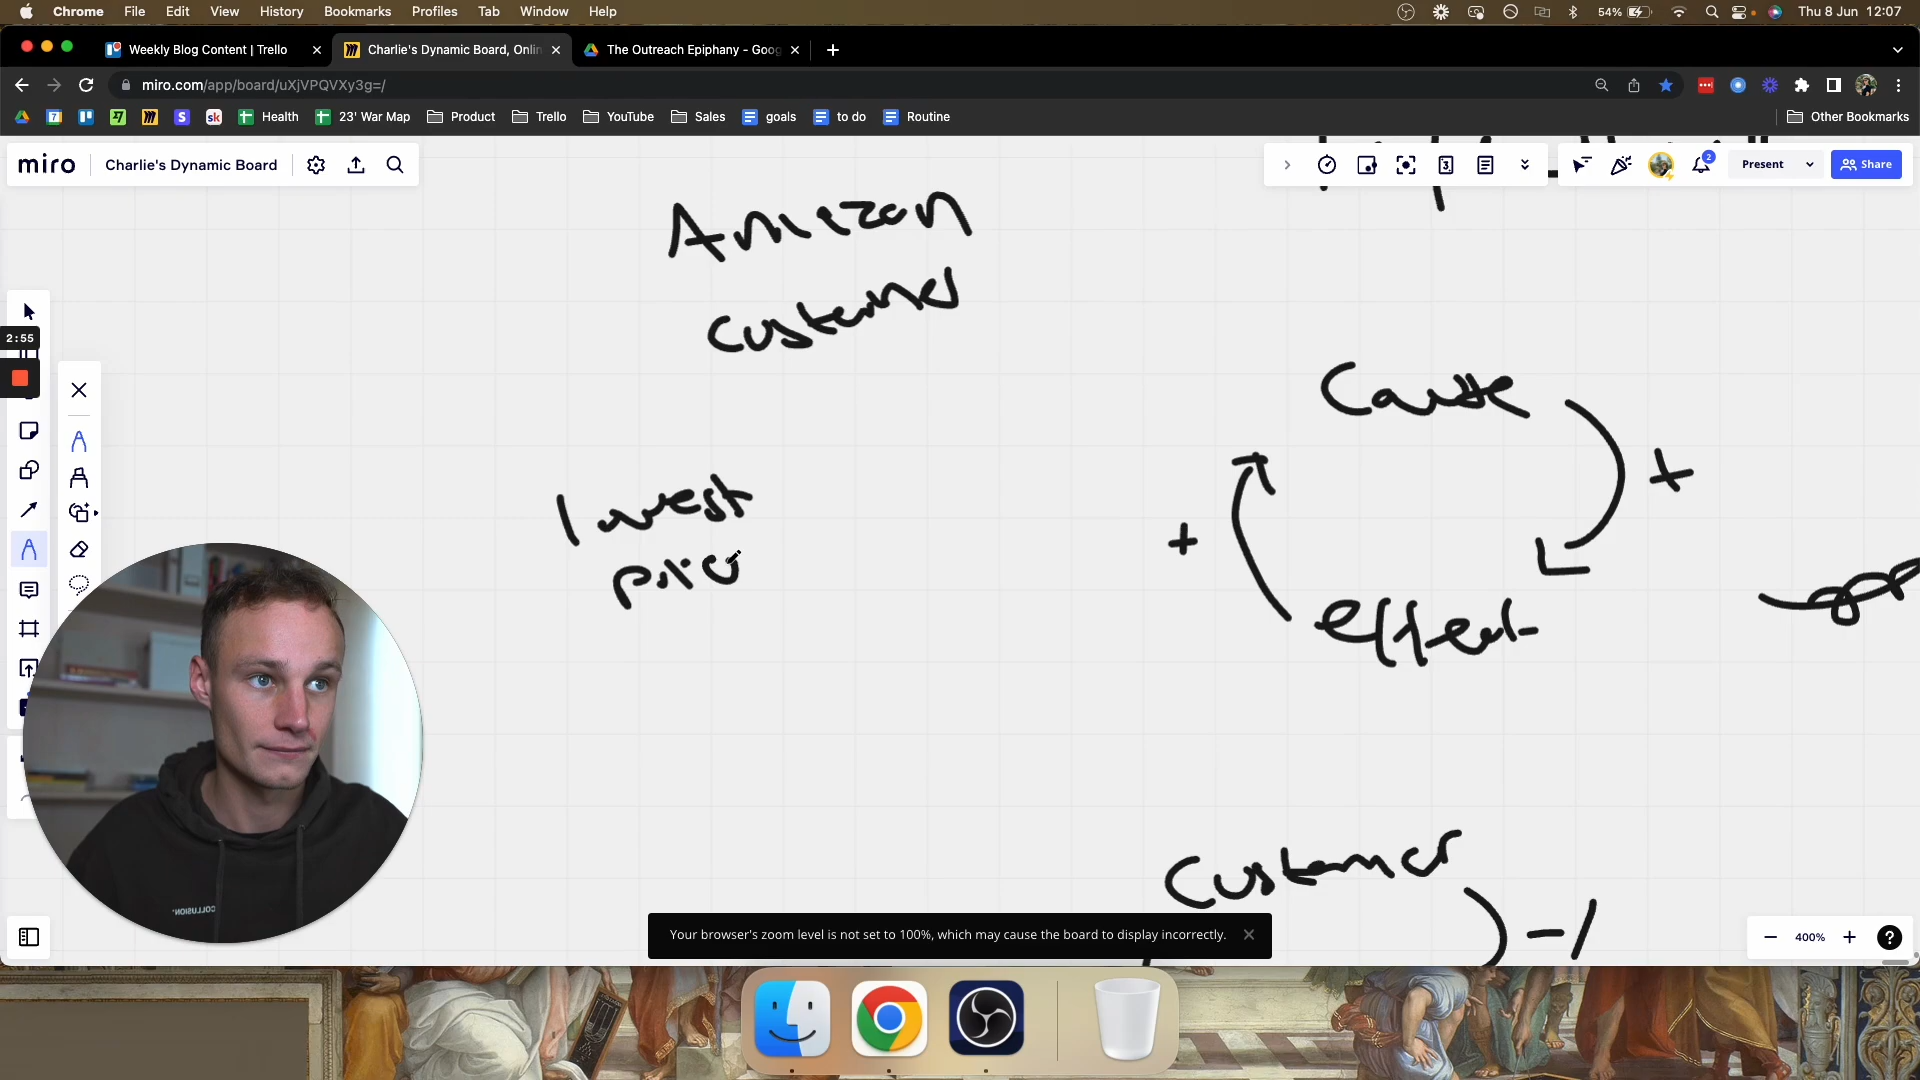 Chrome File Edit View History Bookmarks Profiles Tab Window Help 54% Thu 8 Jun 12:07
Weekly Blog Content | Trello Charlie's Dynamic Board, Onlin The Outreach Epiphany - Goog
miro.com/app/board/uXjVPQVXy3g=/
Health 23' War Map Product Trello YouTube Sales goals to do Routine Other Bookmarks
miro Charlie's Dynamic Board 3 2 Present Share
Amazon
customer
2:55
Cause
+
Invest
+
effect
COLLUSION
Customer
-/
Your browser's zoom level is not set to 100%, which may cause the board to display incorrectly.
400%